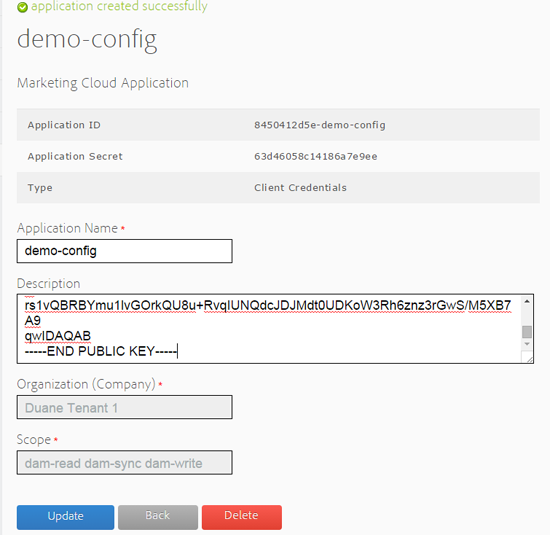 application created successfully
demo-config
Marketing Cloud Application
Application ID 8450412d5e-demo-config
Application Secret 63d46058c14186a7e9ee
Type Client Credentials
Application Name *
demo-config
Description
rs1vQBRBYmu1lvGOrkQU8u+RvqIUNQdcJDJMdt0UDKoW3Rh6znz3rGwS/M5XB7
A9
qwIDAQAB
-----END PUBLIC KEY-----
Organization (Company) *
Duane Tenant 1
Scope *
dam-read dam-sync dam-write
Update Back Delete